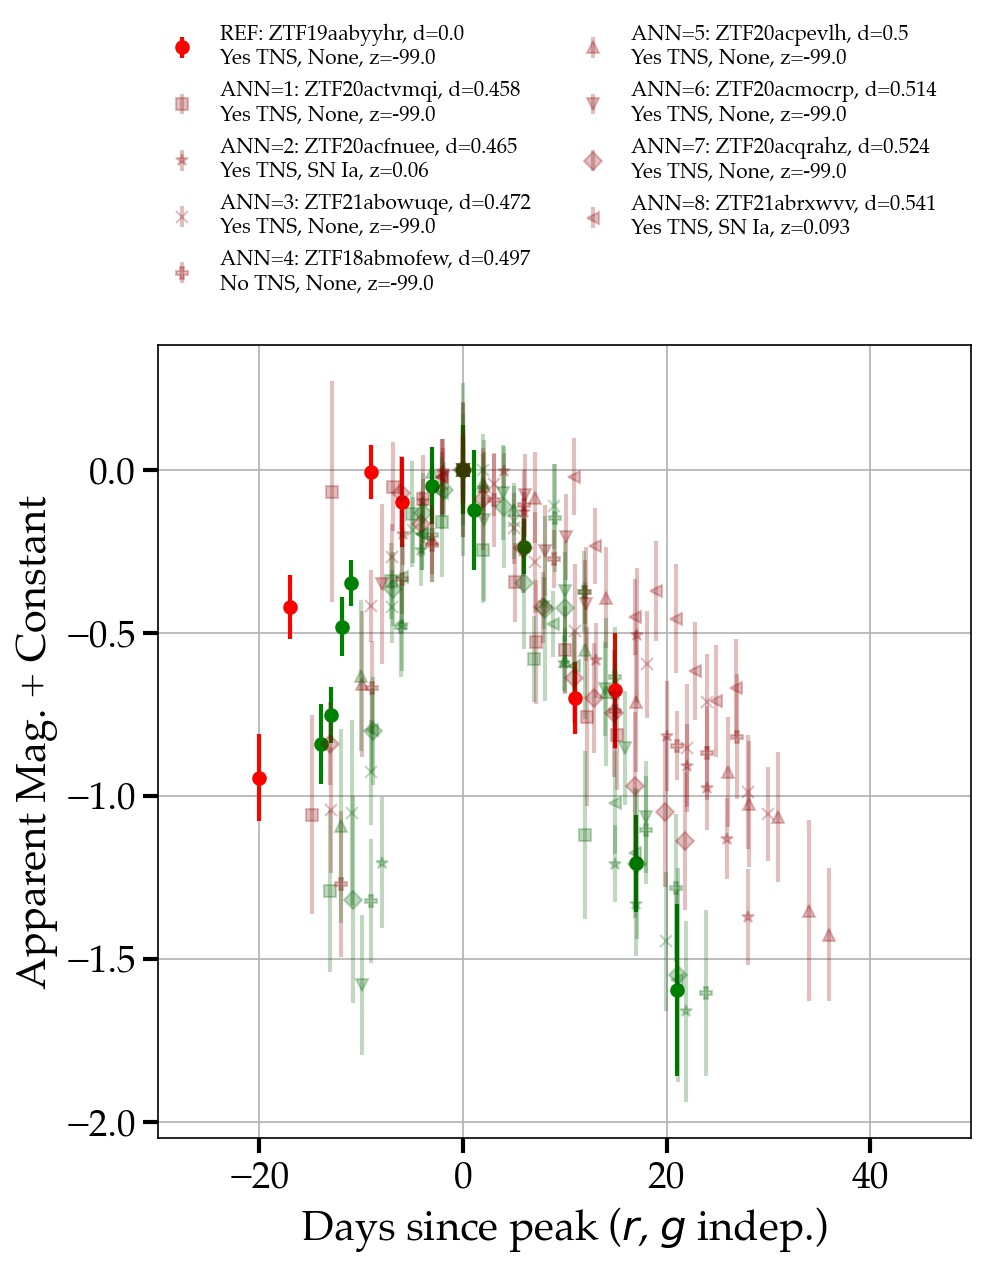 REF: ZTF19aabyyhr, d=0.0
Yes TNS, None, z=-99.0
ANN=1: ZTF20actvmqi, d=0.458
Yes TNS, None, z=-99.0
ANN=2: ZTF20acfnuee, d=0.465
Yes TNS, SN Ia, z=0.06
ANN=3: ZTF21abowuqe, d=0.472
Yes TNS, None, z=-99.0
ANN=4: ZTF18abmofew, d=0.497
No TNS, None, z=-99.0
ANN=5: ZTF20acpevlh, d=0.5
Yes TNS, None, z=-99.0
ANN=6: ZTF20acmocrp, d=0.514
Yes TNS, None, z=-99.0
ANN=7: ZTF20acqrahz, d=0.524
Yes TNS, None, z=-99.0
ANN=8: ZTF21abrxwvv, d=0.541
Yes TNS, SN Ia, z=0.093
Apparent Mag. + Constant
0.0
−0.5
−1.0
−1.5
−2.0
−20
0
20
40
Days since peak (r, g indep.)